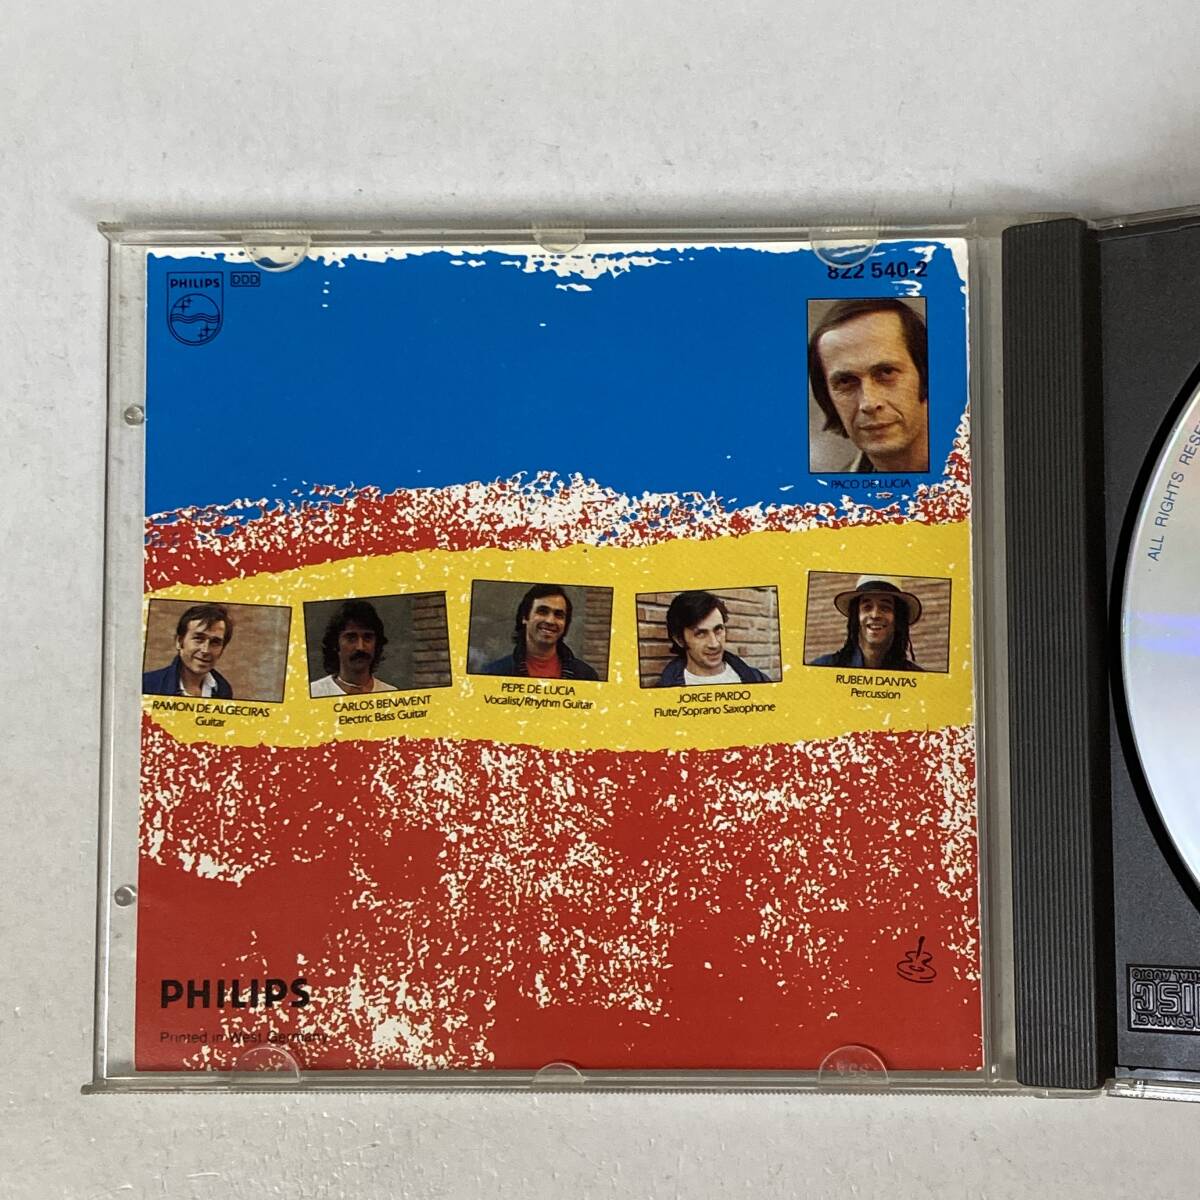 PHILIPS
DDD
822 540-2
PACO DE LUCIA
RAMON DE ALGECIRAS
Guitar
CARLOS BENAVENT
Electric Bass Guitar
PEPE DE LUCIA
Vocalist/Rhythm Guitar
JORGE PARDO
Flute/Soprano Saxophone
RUBEM DANTAS
Percussion
PHILIPS
Printed in West Germany
ALL RIGHTS
COMPACT
DISC